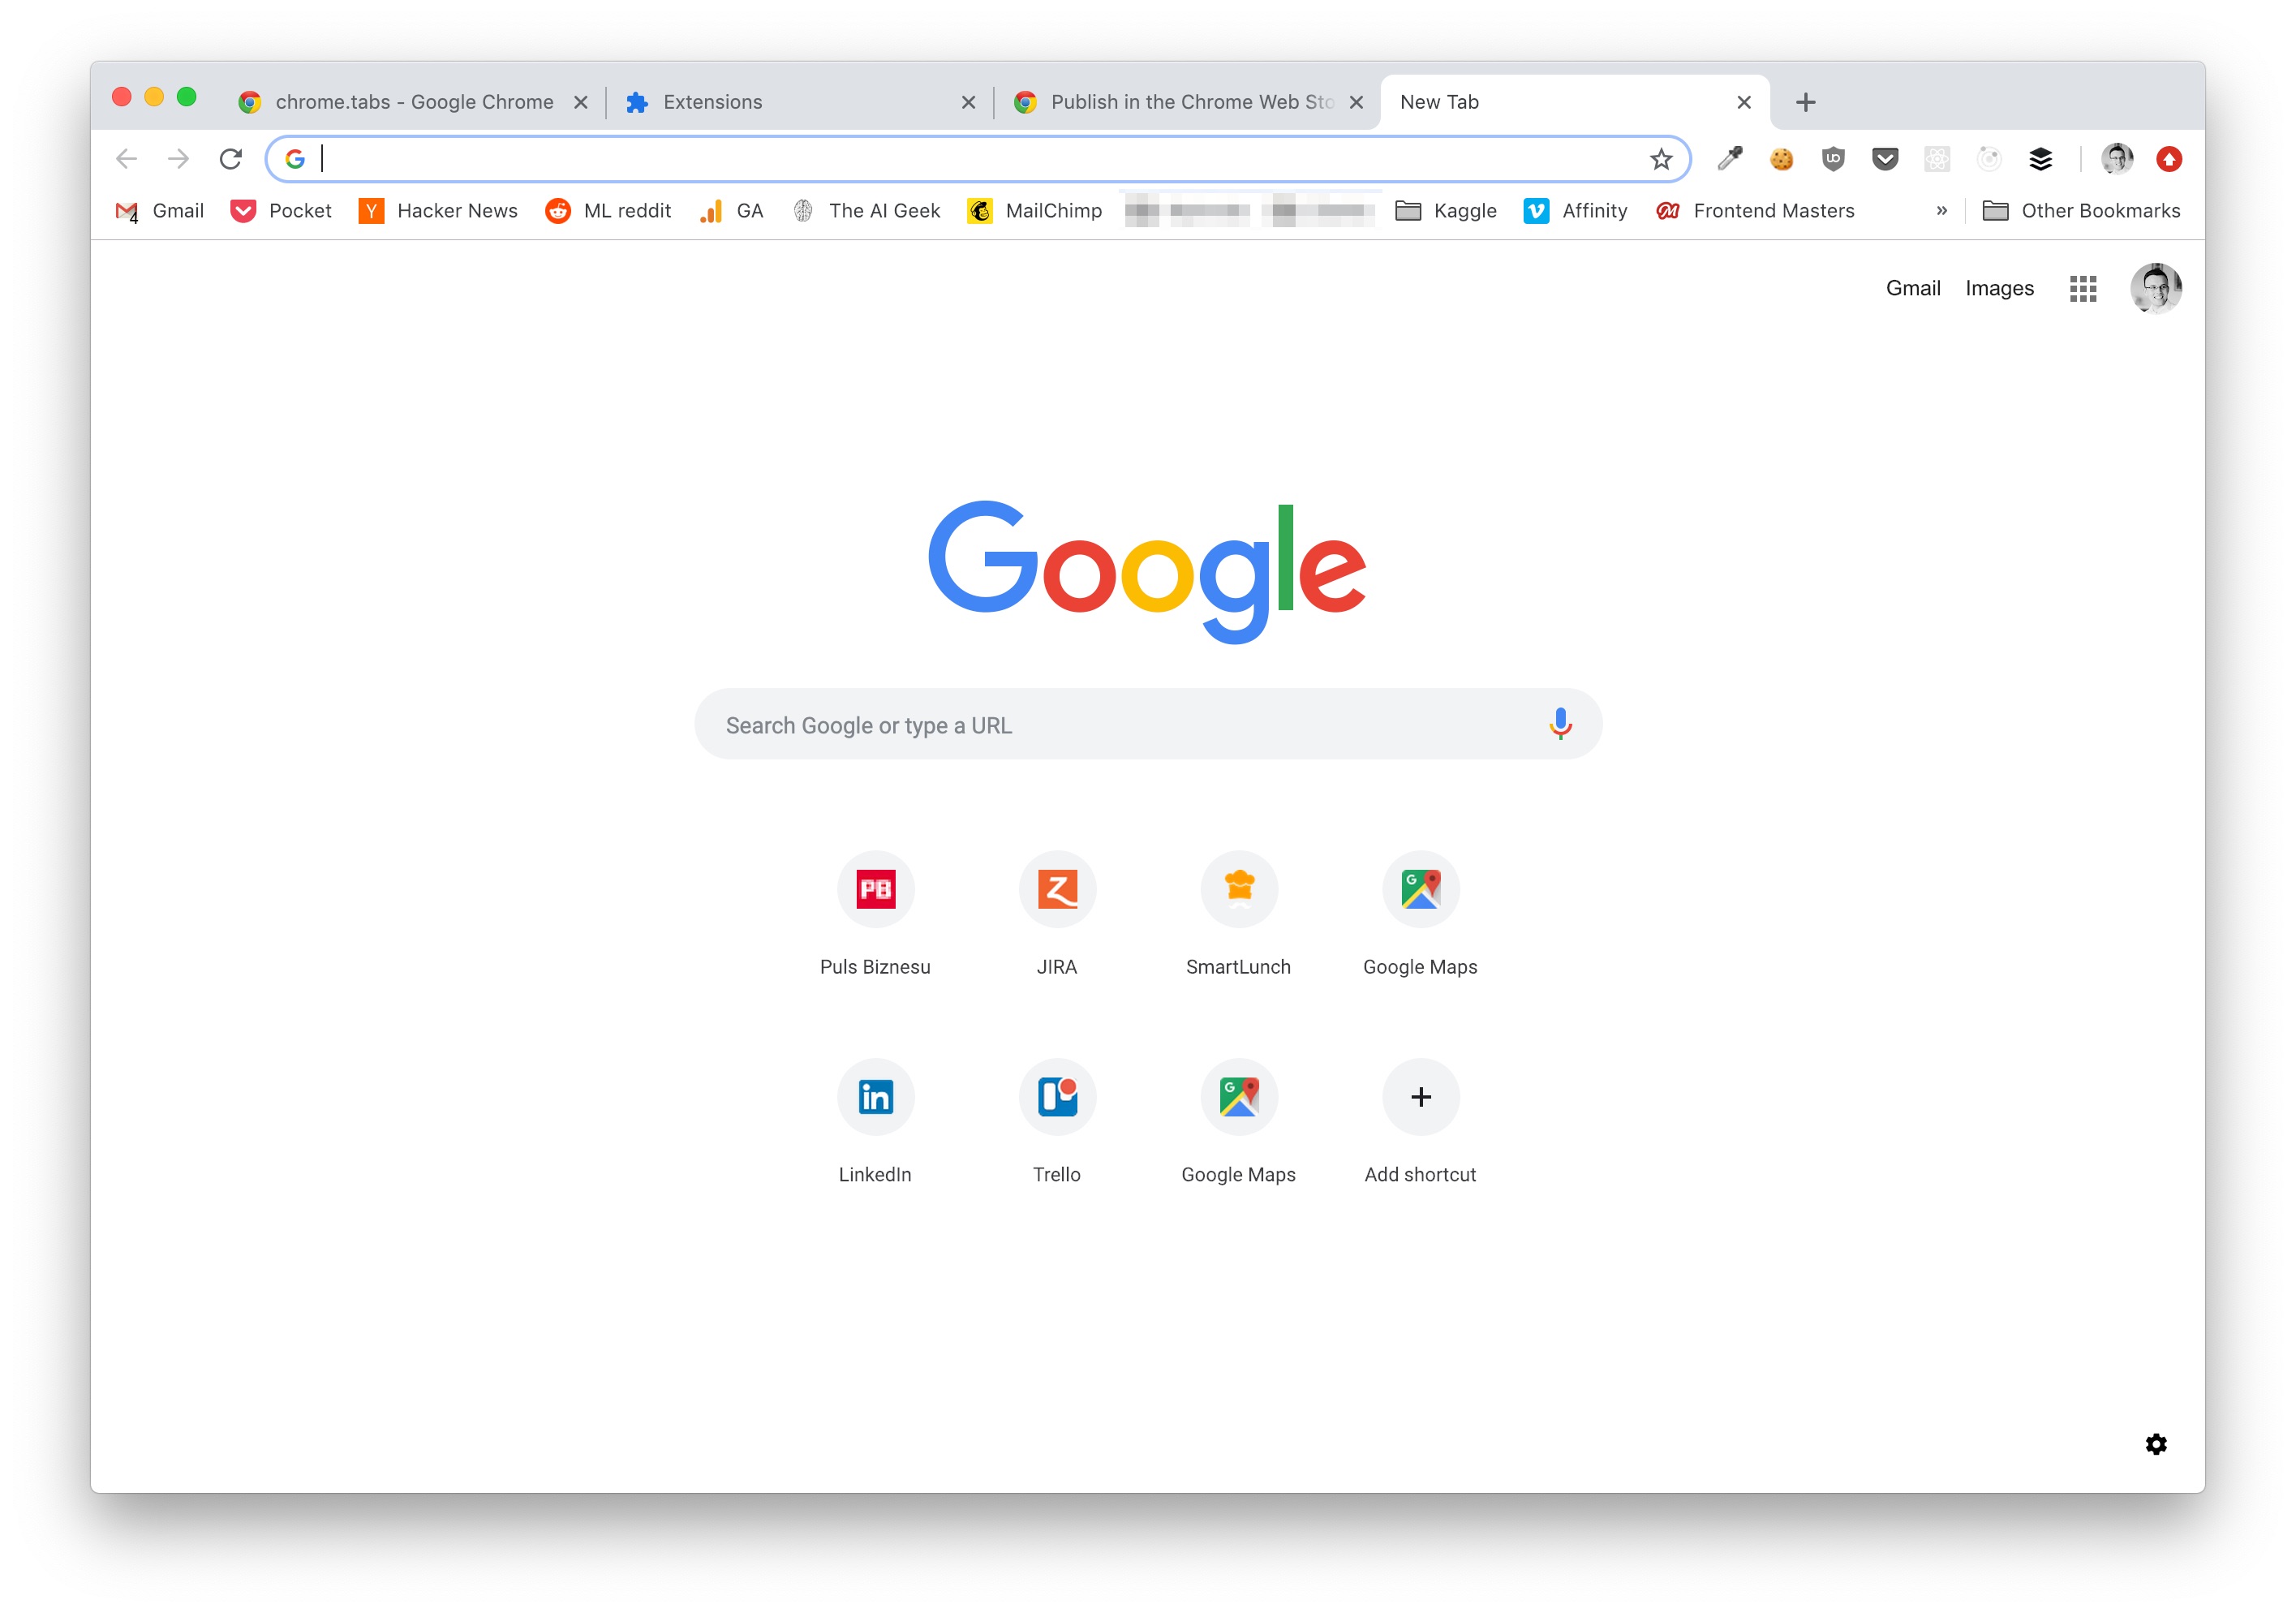 chrome.tabs - Google Chrome
Extensions
Publish in the Chrome Web Sto
New Tab
Gmail
Pocket
Hacker News
ML reddit
GA
The AI Geek
MailChimp
Kaggle
Affinity
Frontend Masters
»
Other Bookmarks
Gmail
Images
Google
Search Google or type a URL
PB
Puls Biznesu
JIRA
SmartLunch
Google Maps
in
LinkedIn
Trello
Google Maps
Add shortcut